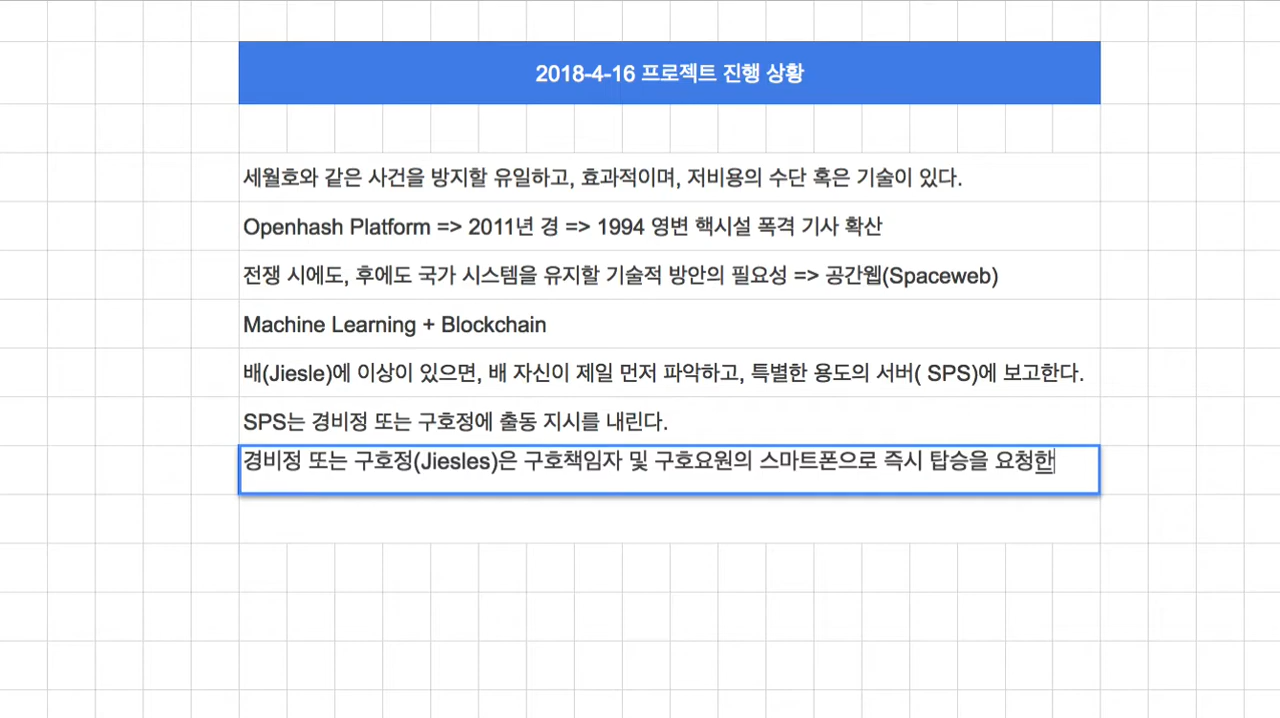 2018-4-16 프로젝트 진행 상황
세월호와 같은 사건을 방지할 유일하고, 효과적이며, 저비용의 수단 혹은 기술이 있다.
Openhash Platform => 2011년 경 => 1994 영변 핵시설 폭격 기사 확산
전쟁 시에도, 후에도 국가 시스템을 유지할 기술적 방안의 필요성 => 공간웹(Spaceweb)
Machine Learning + Blockchain
배(Jiesle)에 이상이 있으면, 배 자신이 제일 먼저 파악하고, 특별한 용도의 서버( SPS)에 보고한다.
SPS는 경비정 또는 구호정에 출동 지시를 내린다.
경비정 또는 구호정(Jiesles)은 구호책임자 및 구호요원의 스마트폰으로 즉시 탑승을 요청한